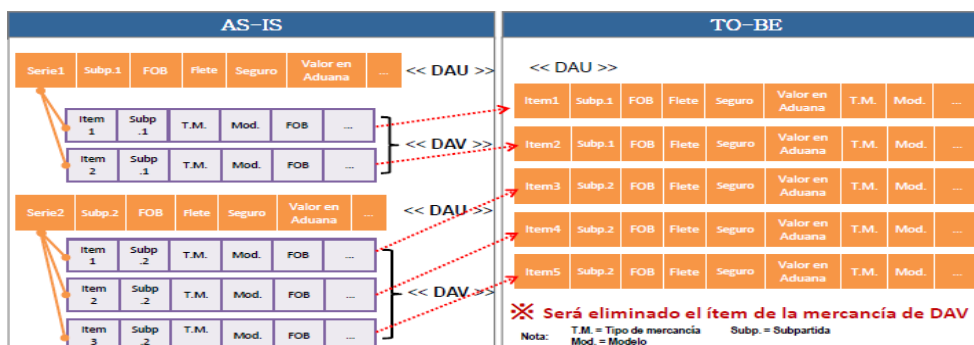 AS-IS
Serie1 Subp.1 FOB Flete Seguro Valor en Aduana ... << DAU >>
Item 1 Subp .1 T.M. Mod. FOB ...
<< DAV >>
Item 2 Subp .1 T.M. Mod. FOB ...
Serie2 Subp.2 FOB Flete Seguro Valor en Aduana ... << DAU >>
Item 1 Subp .2 T.M. Mod. FOB ...
Item 2 Subp .2 T.M. Mod. FOB ...
<< DAV >>
Item 3 Subp .2 T.M. Mod. FOB ...
TO-BE
<< DAU >>
Item1 Subp.1 FOB Flete Seguro Valor en Aduana T.M. Mod. ...
Item2 Subp.1 FOB Flete Seguro Valor en Aduana T.M. Mod. ...
Item3 Subp.2 FOB Flete Seguro Valor en Aduana T.M. Mod. ...
Item4 Subp.2 FOB Flete Seguro Valor en Aduana T.M. Mod. ...
Item5 Subp.2 FOB Flete Seguro Valor en Aduana T.M. Mod. ...
※ Será eliminado el ítem de la mercancía de DAV
Nota: T.M. = Tipo de mercancía Subp. = Subpartida
Mod. = Modelo